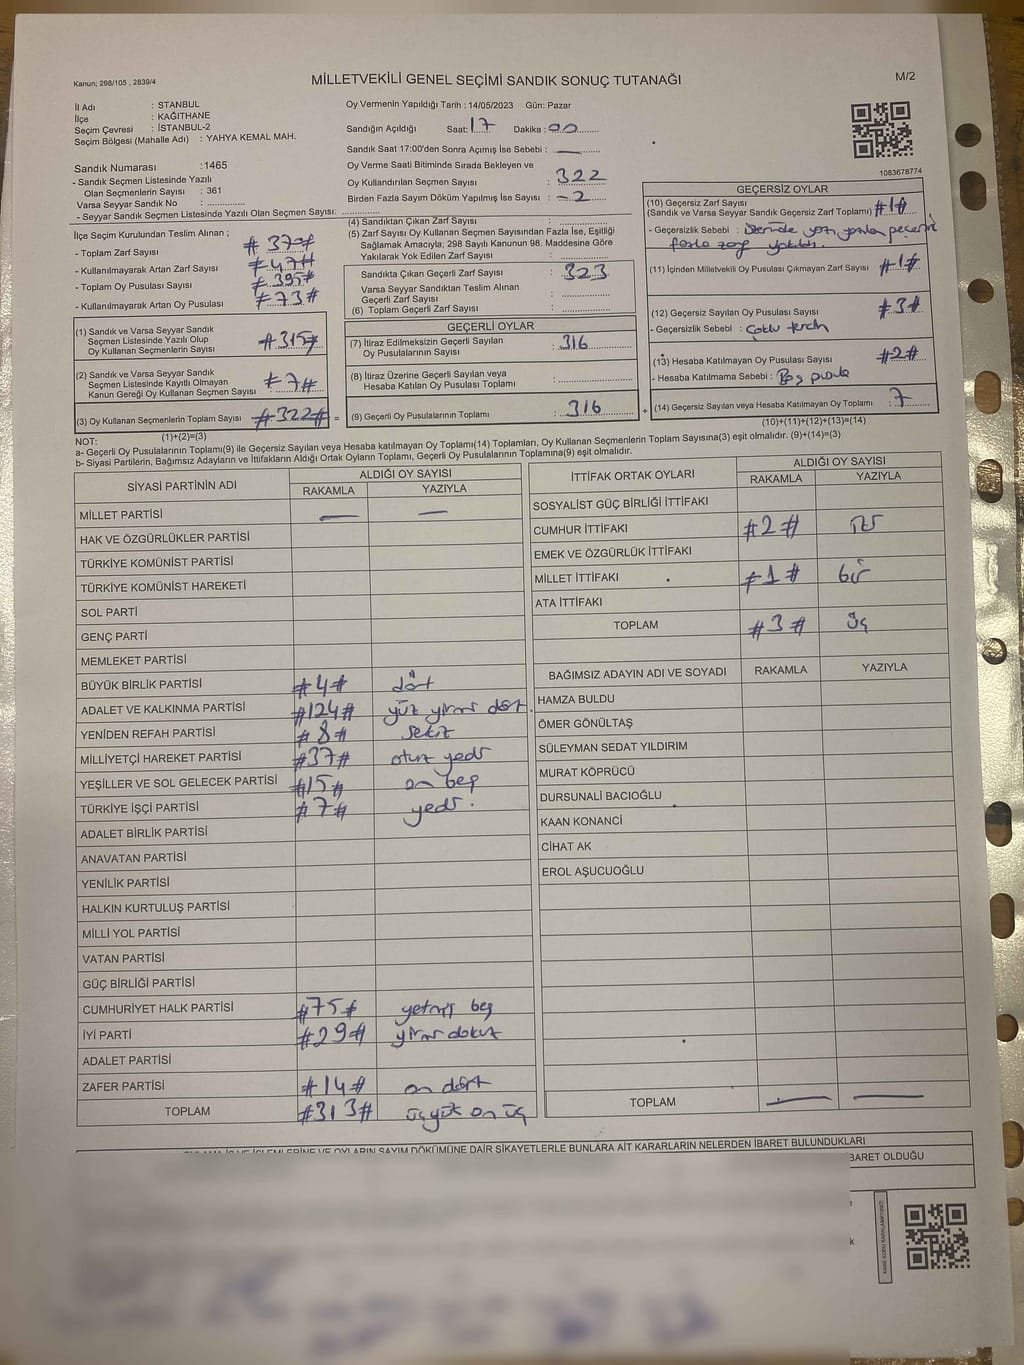 Kanun; 298/105 , 2839/4
MİLLETVEKİLİ GENEL SEÇİMİ SANDIK SONUÇ TUTANAĞI
M/2
İl Adı : STANBUL
İlçe : KAĞITHANE
Seçim Çevresi : İSTANBUL-2
Seçim Bölgesi (Mahalle Adı) : YAHYA KEMAL MAH.
Sandık Numarası : 1465
- Sandık Seçmen Listesinde Yazılı
Olan Seçmenlerin Sayısı : 361
Varsa Seyyar Sandık No :
- Seyyar Sandık Seçmen Listesinde Yazılı Olan Seçmen Sayısı:
Oy Vermenin Yapıldığı Tarih : 14/05/2023 Gün: Pazar
Sandığın Açıldığı Saat: 17 Dakika : 00
Sandık Saat 17:00'den Sonra Açımış İse Sebebi : —
Oy Verme Saati Bitiminde Sırada Bekleyen ve
Oy Kullandırılan Seçmen Sayısı : 322
Birden Fazla Sayım Döküm Yapılmış İse Sayısı : -2
1083678774
İlçe Seçim Kurulundan Teslim Alınan ;
- Toplam Zarf Sayısı
- Kullanılmayarak Artan Zarf Sayısı : #47#
- Toplam Oy Pusulası Sayısı : #395#
- Kullanılmayarak Artan Oy Pusulası : #73#
(1) Sandık ve Varsa Seyyar Sandık
Seçmen Listesinde Yazılı Olup
Oy Kullanan Seçmenlerin Sayısı : #315#
(2) Sandık ve Varsa Seyyar Sandık
Seçmen Listesinde Kayıtlı Olmayan
Kanun Gereği Oy Kullanan Seçmen Sayısı : #7#
(3) Oy Kullanan Seçmenlerin Toplam Sayısı : #322# =
(1)+(2)=(3)
(4) Sandıktan Çıkan Zarf Sayısı :
(5) Zarf Sayısı Oy Kullanan Seçmen Sayısından Fazla İse, Eşitliği
Sağlamak Amacıyla; 298 Sayılı Kanunun 98. Maddesine Göre
Yakılarak Yok Edilen Zarf Sayısı :
Sandıkta Çıkan Geçerli Zarf Sayısı : 323
Varsa Seyyar Sandıktan Teslim Alınan
Geçerli Zarf Sayısı :
(6) Toplam Geçerli Zarf Sayısı :
GEÇERLİ OYLAR
(7) İtiraz Edilmeksizin Geçerli Sayılan
Oy Pusulalarının Sayısı : 316
(8) İtiraz Üzerine Geçerli Sayılan veya
Hesaba Katılan Oy Pusulası Toplamı :
(9) Geçerli Oy Pusulalarının Toplamı : 316 +
GEÇERSİZ OYLAR
(10) Geçersiz Zarf Sayısı
(Sandık ve Varsa Seyyar Sandık Geçersiz Zarf Toplamı) : #1#
- Geçersizlik Sebebi : Üzerinde yazı yazılan
fazla zarf yakıldı.
(11) İçinden Milletvekili Oy Pusulası Çıkmayan Zarf Sayısı : #1#
(12) Geçersiz Sayılan Oy Pusulası Sayısı : #3#
- Geçersizlik Sebebi : Çoklu tercih
(13) Hesaba Katılmayan Oy Pusulası Sayısı : #2#
- Hesaba Katılmama Sebebi : Boş pusula
(14) Geçersiz Sayılan veya Hesaba Katılmayan Oy Toplamı : 7
(10)+(11)+(12)+(13)=(14)
NOT:
a- Geçerli Oy Pusulalarının Toplamı(9) ile Geçersiz Sayılan veya Hesaba katılmayan Oy Toplamı(14) Toplamları, Oy Kullanan Seçmenlerin Toplam Sayısına(3) eşit olmalıdır. (9)+(14)=(3)
b- Siyasi Partilerin, Bağımsız Adayların ve İttifakların Aldığı Ortak Oyların Toplamı, Geçerli Oy Pusulalarının Toplamına(9) eşit olmalıdır.
SİYASİ PARTİNİN ADI ALDIĞI OY SAYISI
RAKAMLA YAZIYLA
MİLLET PARTİSİ — —
HAK VE ÖZGÜRLÜKLER PARTİSİ
TÜRKİYE KOMÜNİST PARTİSİ
TÜRKİYE KOMÜNİST HAREKETİ
SOL PARTİ
GENÇ PARTİ
MEMLEKET PARTİSİ
BÜYÜK BİRLİK PARTİSİ #4# dört
ADALET VE KALKINMA PARTİSİ #124# yüz yirmi dört
YENİDEN REFAH PARTİSİ #8# sekiz
MİLLİYETÇİ HAREKET PARTİSİ #37# otuz yedi
YEŞİLLER VE SOL GELECEK PARTİSİ #15# on beş
TÜRKİYE İŞÇİ PARTİSİ #7# yedi.
ADALET BİRLİK PARTİSİ
ANAVATAN PARTİSİ
YENİLİK PARTİSİ
HALKIN KURTULUŞ PARTİSİ
MİLLİ YOL PARTİSİ
VATAN PARTİSİ
GÜÇ BİRLİĞİ PARTİSİ
CUMHURİYET HALK PARTİSİ #75# yetmiş beş
İYİ PARTİ #29# yirmi dokuz
ADALET PARTİSİ
ZAFER PARTİSİ #14# on dört
TOPLAM #313# üçyüz on üç
İTTİFAK ORTAK OYLARI ALDIĞI OY SAYISI
RAKAMLA YAZIYLA
SOSYALİST GÜÇ BİRLİĞİ İTTİFAKI
CUMHUR İTTİFAKI #2# iki
EMEK VE ÖZGÜRLÜK İTTİFAKI
MİLLET İTTİFAKI #1# bir
ATA İTTİFAKI
TOPLAM #3# üç
BAĞIMSIZ ADAYIN ADI VE SOYADI RAKAMLA YAZIYLA
HAMZA BULDU
ÖMER GÖNÜLTAŞ
SÜLEYMAN SEDAT YILDIRIM
MURAT KÖPRÜCÜ
DURSUNALİ BACIOĞLU
KAAN KONANCİ
CİHAT AK
EROL AŞUCUOĞLU
TOPLAM — —
OYLAMA İŞ VE İŞLEMLERİNE VE OYLARIN SAYIM DÖKÜMÜNE DAİR ŞİKAYETLERLE BUNLARA AİT KARARLARIN NELERDEN İBARET BULUNDUKLARI
BARET OLDUĞU